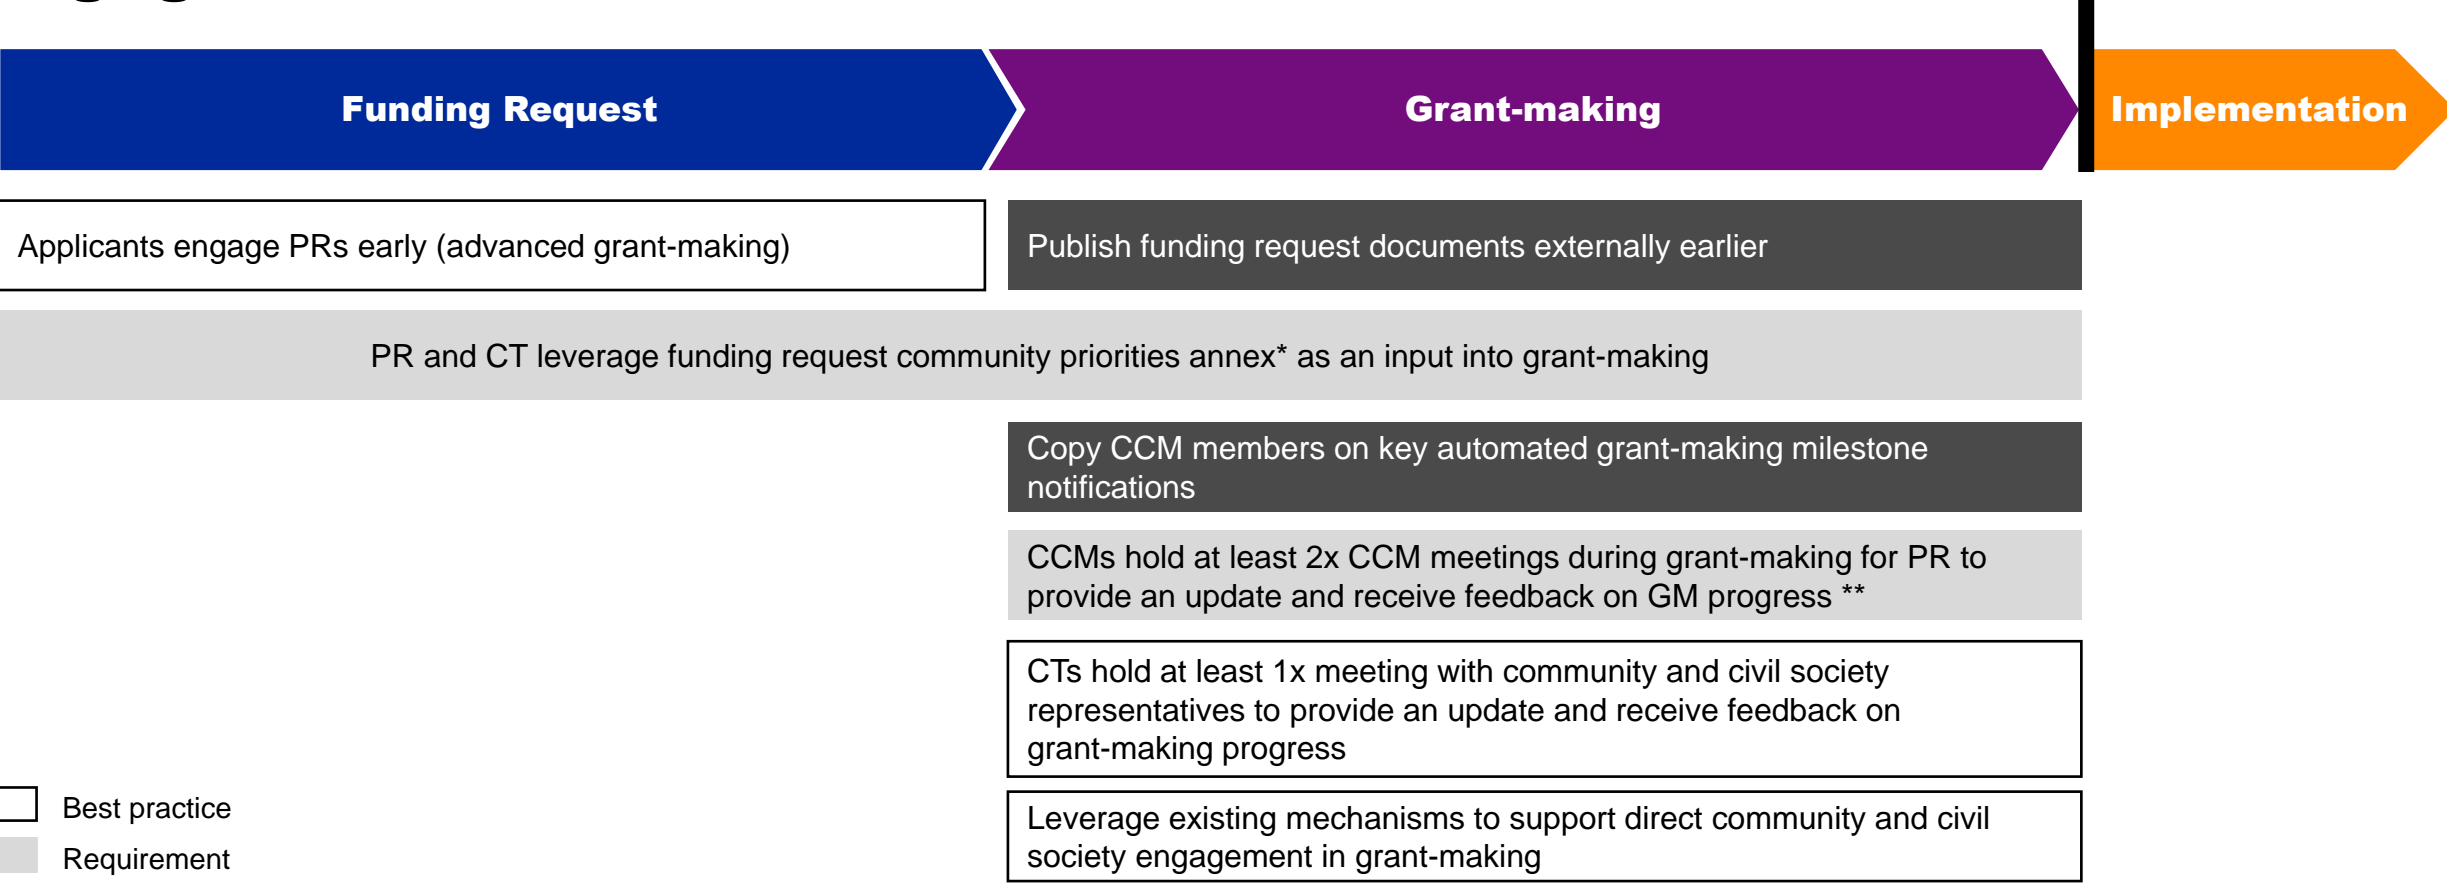 Funding Request
Grant-making
Implementation
Applicants engage PRs early (advanced grant-making)
Publish funding request documents externally earlier
PR and CT leverage funding request community priorities annex* as an input into grant-making
Copy CCM members on key automated grant-making milestone
notifications
CCMs hold at least 2x CCM meetings during grant-making for PR to
provide an update and receive feedback on GM progress **
CTs hold at least 1x meeting with community and civil society
representatives to provide an update and receive feedback on
grant-making progress
Leverage existing mechanisms to support direct community and civil
society engagement in grant-making
Best practice
Requirement